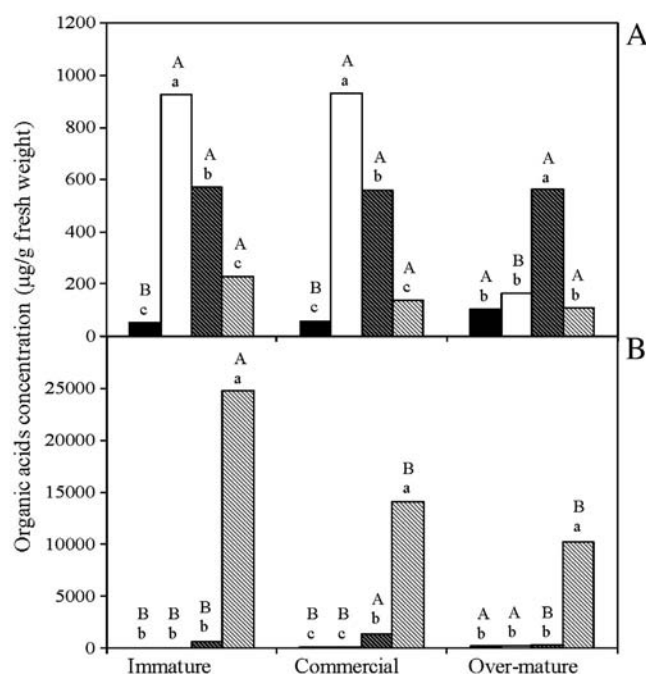 1200
A
A
a
A
a
1000
800
A
b
A
b
A
a
600
400
A
c
A
c
B
c
B
c
A
b
B
b
A
b
200
0
Organic acids concentration (µg/g fresh weight)
B
A
a
25000
20000
B
a
15000
B
a
10000
5000
B
b
B
b
B
b
B
c
B
c
A
b
A
b
A
b
B
b
0
Immature Commercial Over-mature